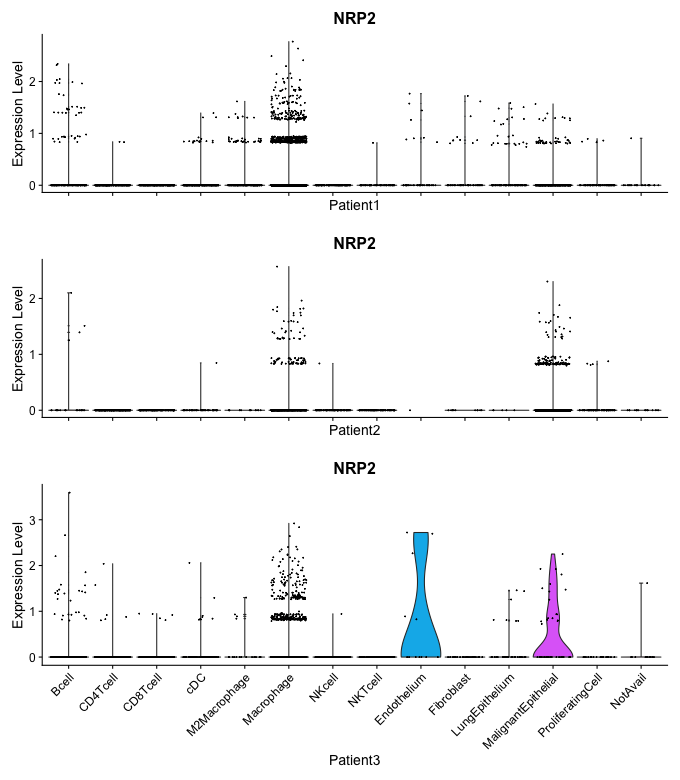 NRP2
Expression Level
2
1
0
Patient1
NRP2
Expression Level
2
1
0
Patient2
NRP2
Expression Level
3
2
1
0
Bcell
CD4Tcell
CD8Tcell
cDC
M2Macrophage
Macrophage
NKcell
NKTcell
Endothelium
Fibroblast
LungEpithelium
MalignantEpithelial
ProliferatingCell
NotAvail
Patient3